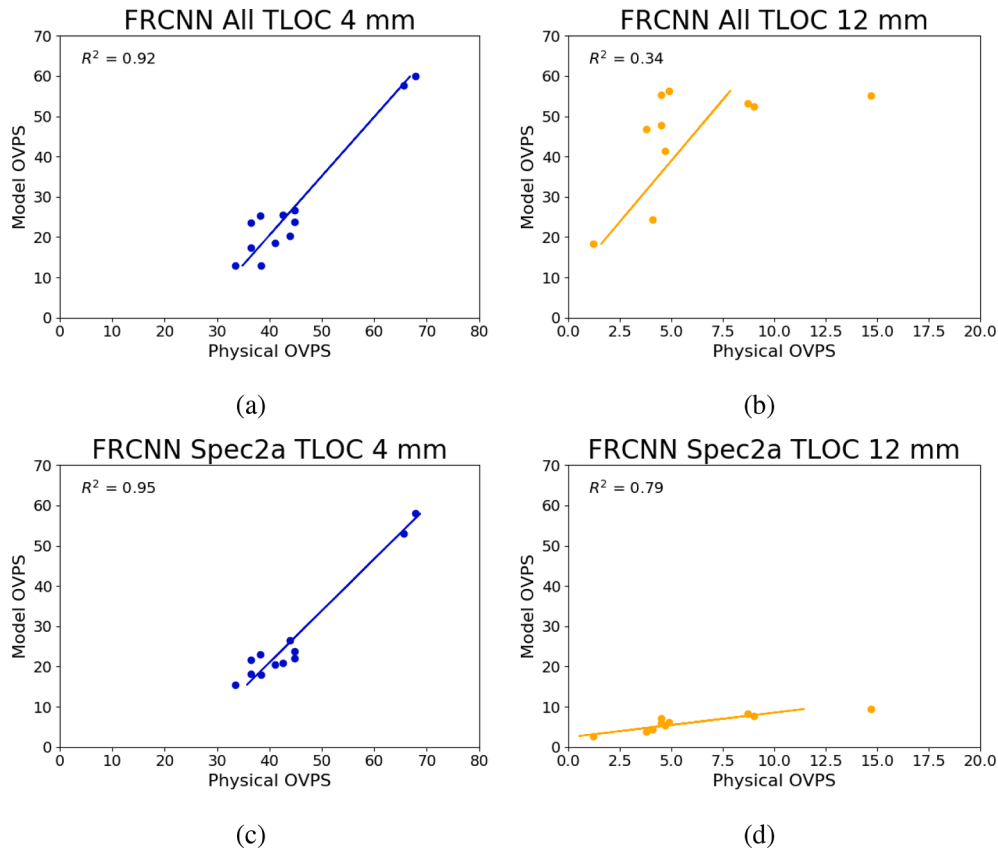 FRCNN All TLOC 4 mm
R² = 0.92
Model OVPS
70
60
50
40
30
20
10
0
0 10 20 30 40 50 60 70 80
Physical OVPS
(a)
FRCNN All TLOC 12 mm
R² = 0.34
Model OVPS
70
60
50
40
30
20
10
0
0.0 2.5 5.0 7.5 10.0 12.5 15.0 17.5 20.0
Physical OVPS
(b)
FRCNN Spec2a TLOC 4 mm
R² = 0.95
Model OVPS
70
60
50
40
30
20
10
0
0 10 20 30 40 50 60 70 80
Physical OVPS
(c)
FRCNN Spec2a TLOC 12 mm
R² = 0.79
Model OVPS
70
60
50
40
30
20
10
0
0.0 2.5 5.0 7.5 10.0 12.5 15.0 17.5 20.0
Physical OVPS
(d)